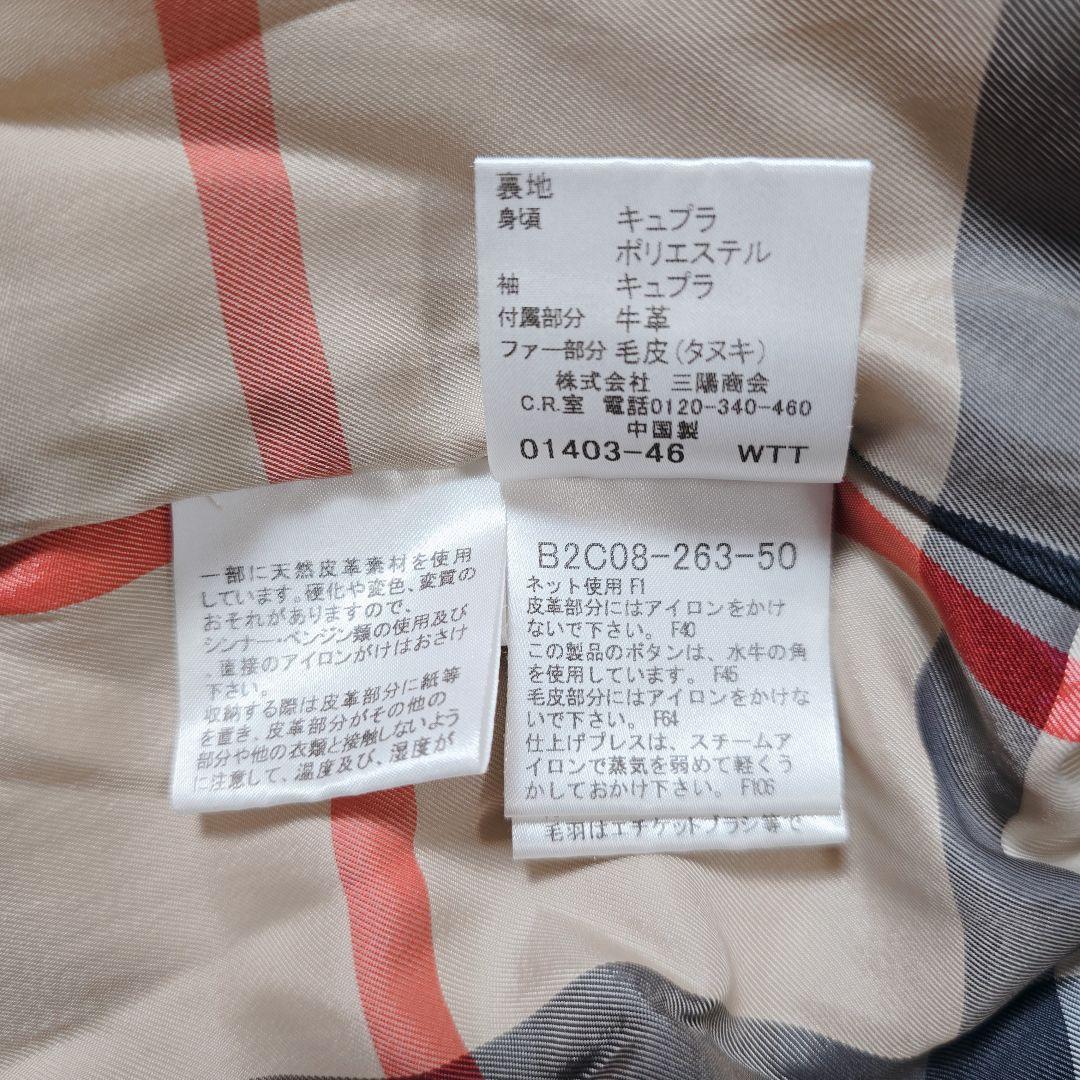 裏地
身頃 キュプラ
ポリエステル
袖 キュプラ
付属部分 牛革
ファー部分 毛皮(タヌキ)
株式会社 三陽商会
C.R.室 電話0120-340-460
中国製
01403-46 WTT
一部に天然皮革素材を使用
しています。硬化や変色、変質の
おそれがありますので、
シンナー・ベンジン類の使用及び
、直接のアイロンがけはおさけ
下さい。
収納する際は皮革部分に紙等
を置き、皮革部分がその他の
部分や他の衣類と接触しないよう
に注意して、温度及び、湿度が
B2C08-263-50
ネット使用 F1
皮革部分にはアイロンをかけ
ないで下さい。 F40
この製品のボタンは、水牛の角
を使用しています。 F45
毛皮部分にはアイロンをかけな
いで下さい。 F64
仕上げプレスは、スチームア
イロンで蒸気を弱めて軽くう
かしておかけ下さい。 F106
毛羽はエチケットブラシ等で